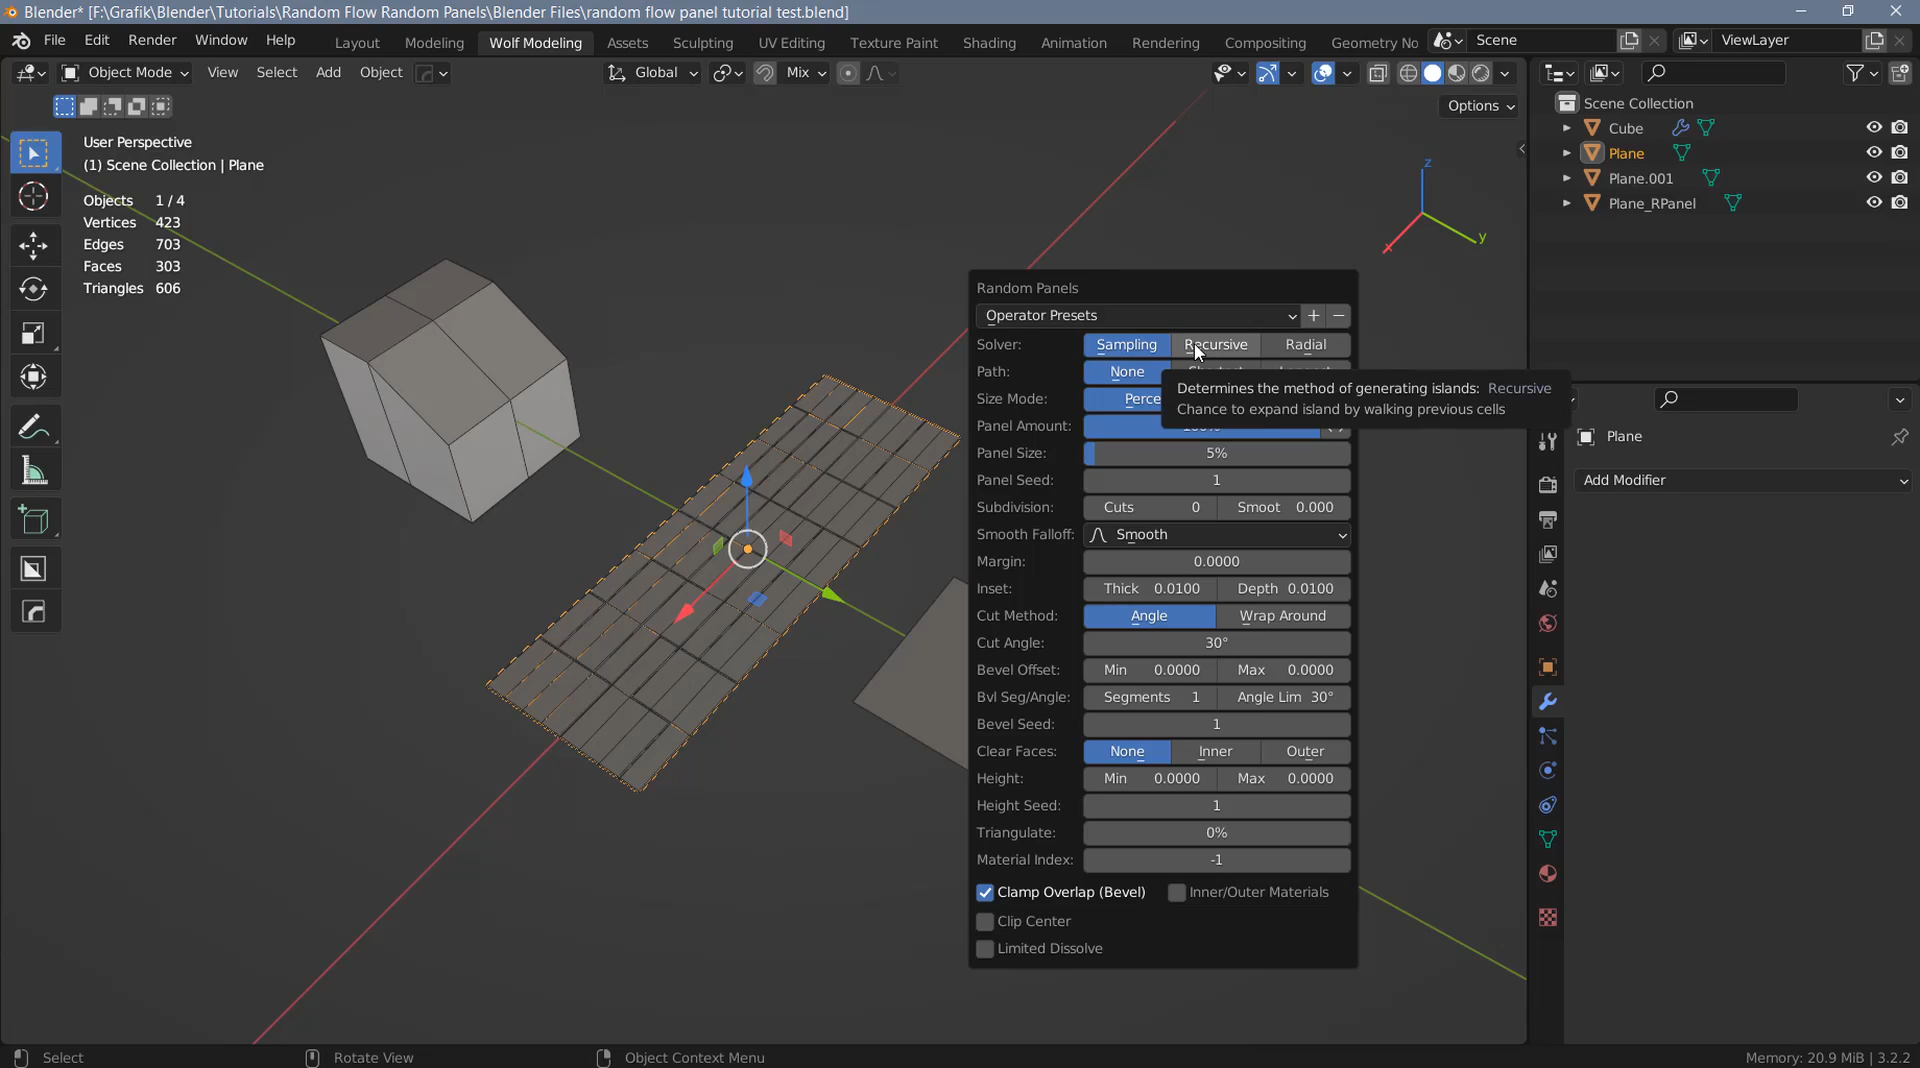 Blender* [F:\Grafik\Blender\Tutorials\Random Flow Random Panels\Blender Files\random flow panel tutorial test.blend]
File Edit Render Window Help Layout Modeling Wolf Modeling Assets Sculpting UV Editing Texture Paint Shading Animation Rendering Compositing Geometry No Scene ViewLayer
Object Mode View Select Add Object Global Mix
Options
User Perspective
(1) Scene Collection | Plane
Objects 1 / 4
Vertices 423
Edges 703
Faces 303
Triangles 606
z
y
Random Panels
Operator Presets
Solver: Sampling Recursive Radial
Path: None
Size Mode: Perce
Determines the method of generating islands: Recursive
Chance to expand island by walking previous cells
Panel Amount:
Panel Size: 5%
Panel Seed: 1
Subdivision: Cuts 0 Smoot 0.000
Smooth Falloff: Smooth
Margin: 0.0000
Inset: Thick 0.0100 Depth 0.0100
Cut Method: Angle Wrap Around
Cut Angle: 30°
Bevel Offset: Min 0.0000 Max 0.0000
Bvl Seg/Angle: Segments 1 Angle Lim 30°
Bevel Seed: 1
Clear Faces: None Inner Outer
Height: Min 0.0000 Max 0.0000
Height Seed: 1
Triangulate: 0%
Material Index: -1
Clamp Overlap (Bevel) Inner/Outer Materials
Clip Center
Limited Dissolve
Scene Collection
Cube
Plane
Plane.001
Plane_RPanel
Plane
Add Modifier
Select Rotate View Object Context Menu Memory: 20.9 MiB | 3.2.2